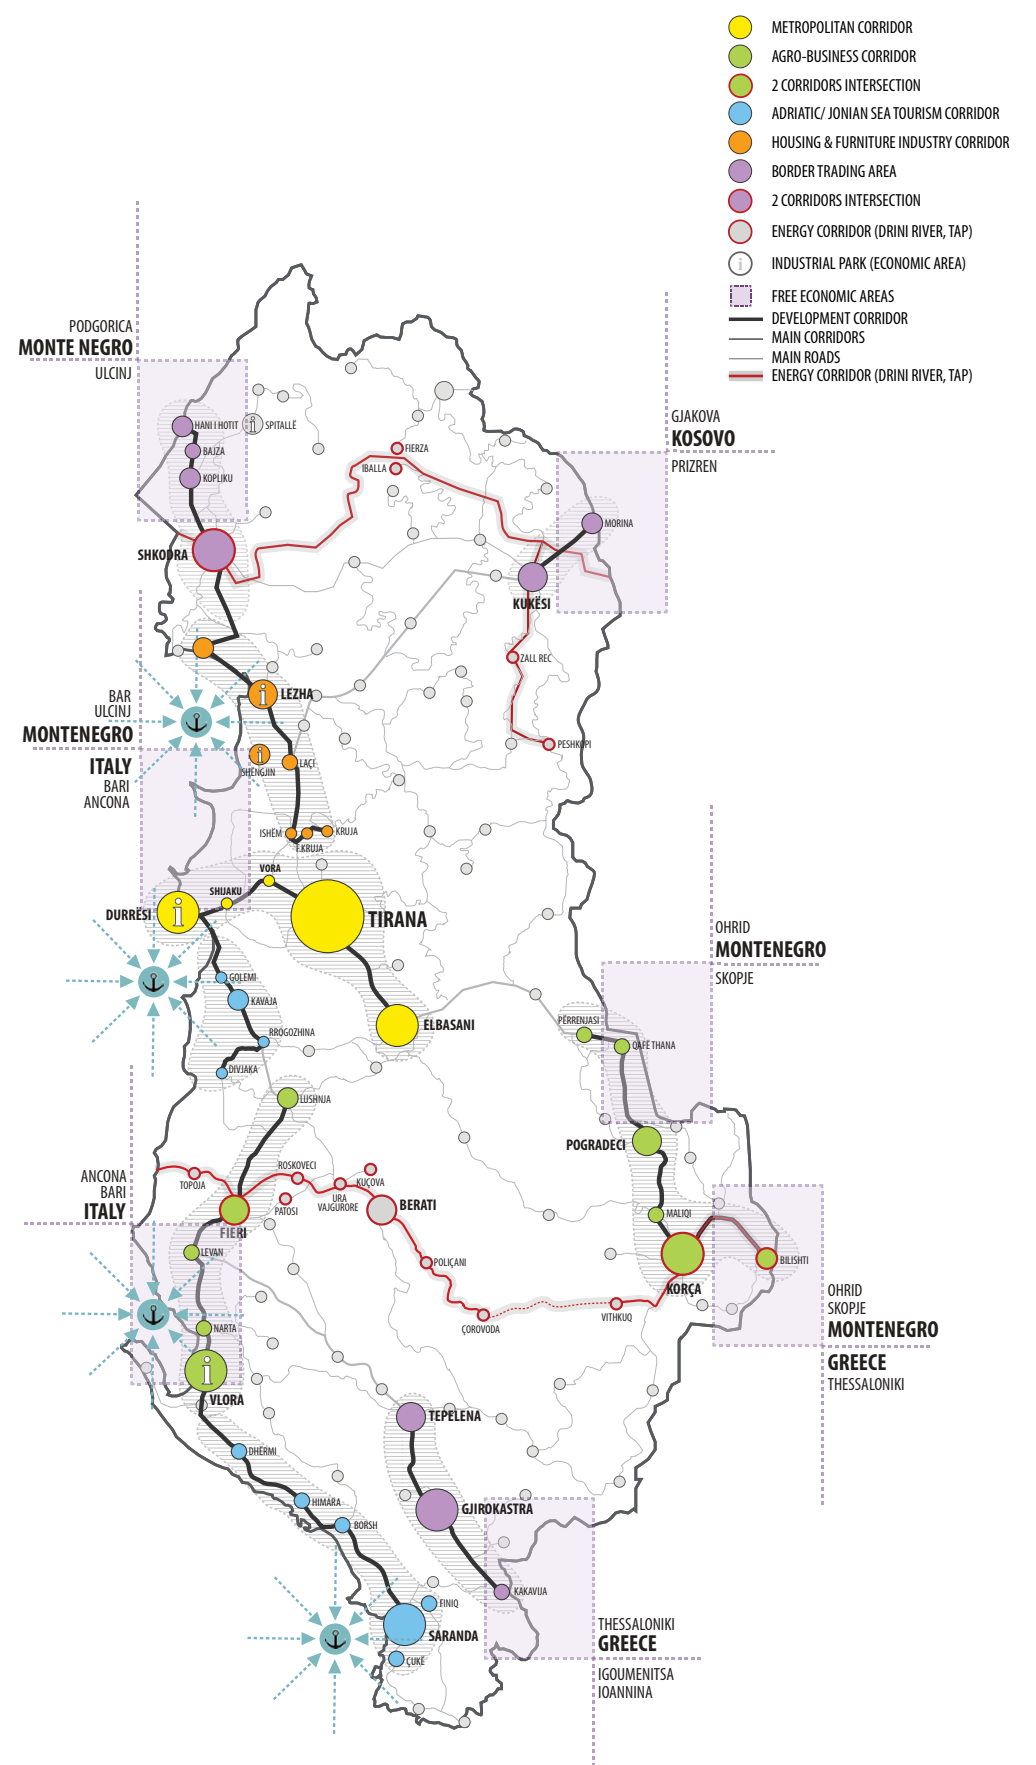 METROPOLITAN CORRIDOR
AGRO-BUSINESS CORRIDOR
2 CORRIDORS INTERSECTION
ADRIATIC/ JONIAN SEA TOURISM CORRIDOR
HOUSING & FURNITURE INDUSTRY CORRIDOR
BORDER TRADING AREA
2 CORRIDORS INTERSECTION
ENERGY CORRIDOR (DRINI RIVER, TAP)
i
INDUSTRIAL PARK (ECONOMIC AREA)
FREE ECONOMIC AREAS
DEVELOPMENT CORRIDOR
MAIN CORRIDORS
MAIN ROADS
ENERGY CORRIDOR (DRINI RIVER, TAP)
PODGORICA
MONTE NEGRO
ULCINJ
GJAKOVA
KOSOVO
PRIZREN
HANI I HOTIT
i
SPITALLË
BAJZA
KOPLIKU
FIERZA
IBALLA
MORINA
SHKODRA
KUKËSI
ZALL REC
PESHKOPI
BAR
ULCINJ
MONTENEGRO
ITALY
BARI
ANCONA
i
LEZHA
i
SHËNGJIN
LAÇI
ISHËM
F.KRUJA
KRUJA
VORA
SHIJAKU
DURRËSI
i
TIRANA
GOLEMI
KAVAJA
RROGOZHINA
DIVJAKA
ELBASANI
OHRID
MONTENEGRO
SKOPJE
PËRRENJASI
QAFË THANA
LUSHNJA
POGRADECI
ANCONA
BARI
ITALY
TOPOJA
ROSKOVECI
KUÇOVA
URA
VAJGURORE
PATOSI
BERATI
FIERI
MALIQI
LEVAN
POLIÇANI
KORÇA
BILISHTI
NARTA
ÇOROVODA
VITHKUQ
OHRID
SKOPJE
MONTENEGRO
GREECE
THESSALONIKI
i
VLORA
TEPELENA
DHËRMI
HIMARA
BORSH
GJIROKASTRA
KAKAVIJA
FINIQ
SARANDA
ÇUKË
THESSALONIKI
GREECE
IGOUMENITSA
IOANNINA